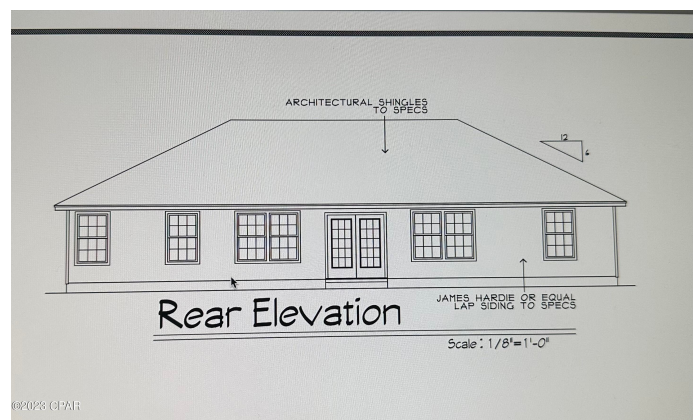 ARCHITECTURAL SHINGLES
TO SPECS
12
6
JAMES HARDIE OR EQUAL
LAP SIDING TO SPECS
Rear Elevation
Scale: 1/8"=1'-0"
©2023 CPAR